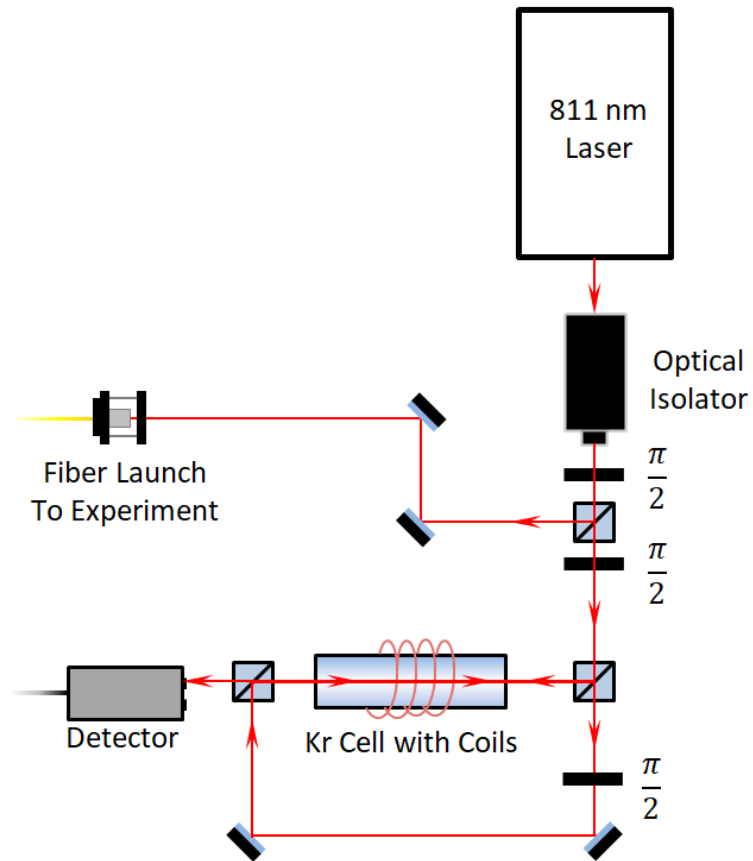 811 nm
Laser
Optical
Isolator
π
2
Fiber Launch
To Experiment
π
2
Detector
Kr Cell with Coils
π
2